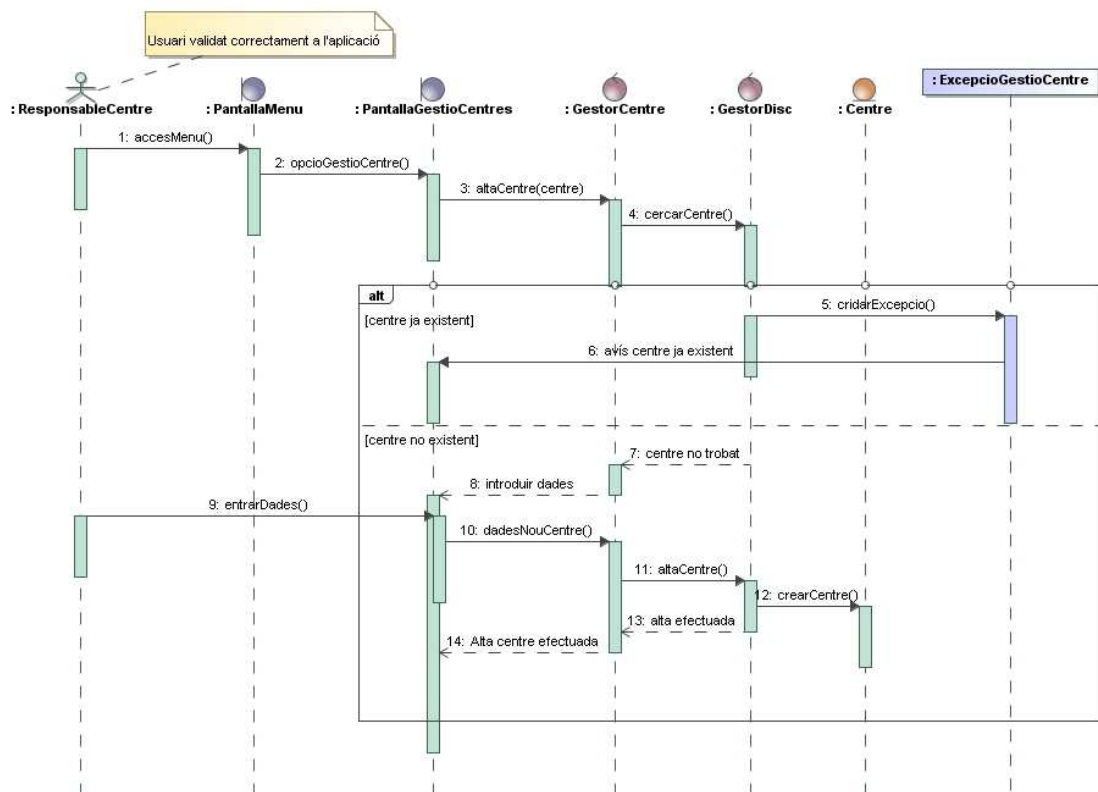 Usuari validat correctament a l'aplicació
: ResponsableCentre
: PantallaMenu
: PantallaGestioCentres
: GestorCentre
: GestorDisc
: Centre
: ExcepcioGestioCentre
1: accesMenu()
2: opcioGestioCentre()
3: altaCentre(centre)
4: cercarCentre()
alt
[centre ja existent]
5: cridarExcepcio()
6: avís centre ja existent
[centre no existent]
7: centre no trobat
8: introduir dades
9: entrarDades()
10: dadesNouCentre()
11: altaCentre()
12: crearCentre()
13: alta efectuada
14: Alta centre efectuada